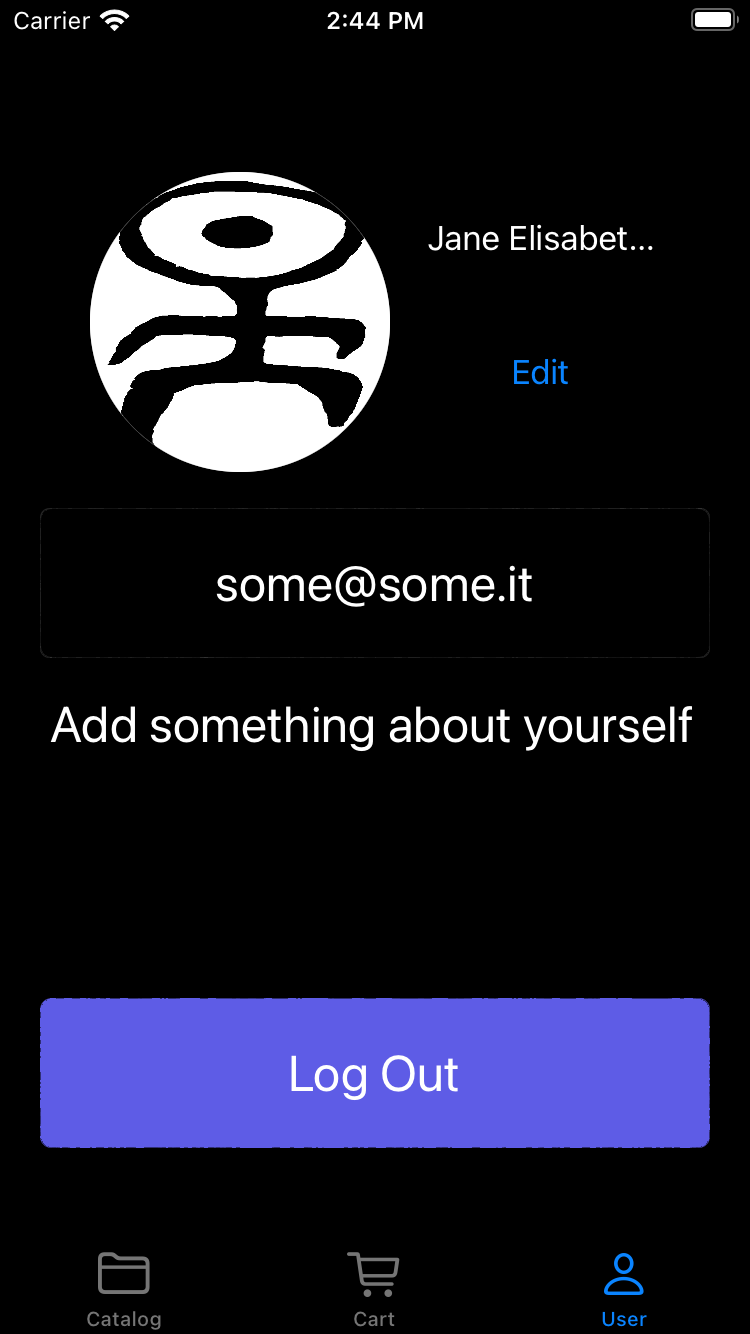 Carrier 2:44 PM
Jane Elisabet...
Edit
some@some.it
Add something about yourself
Log Out
Catalog Cart User